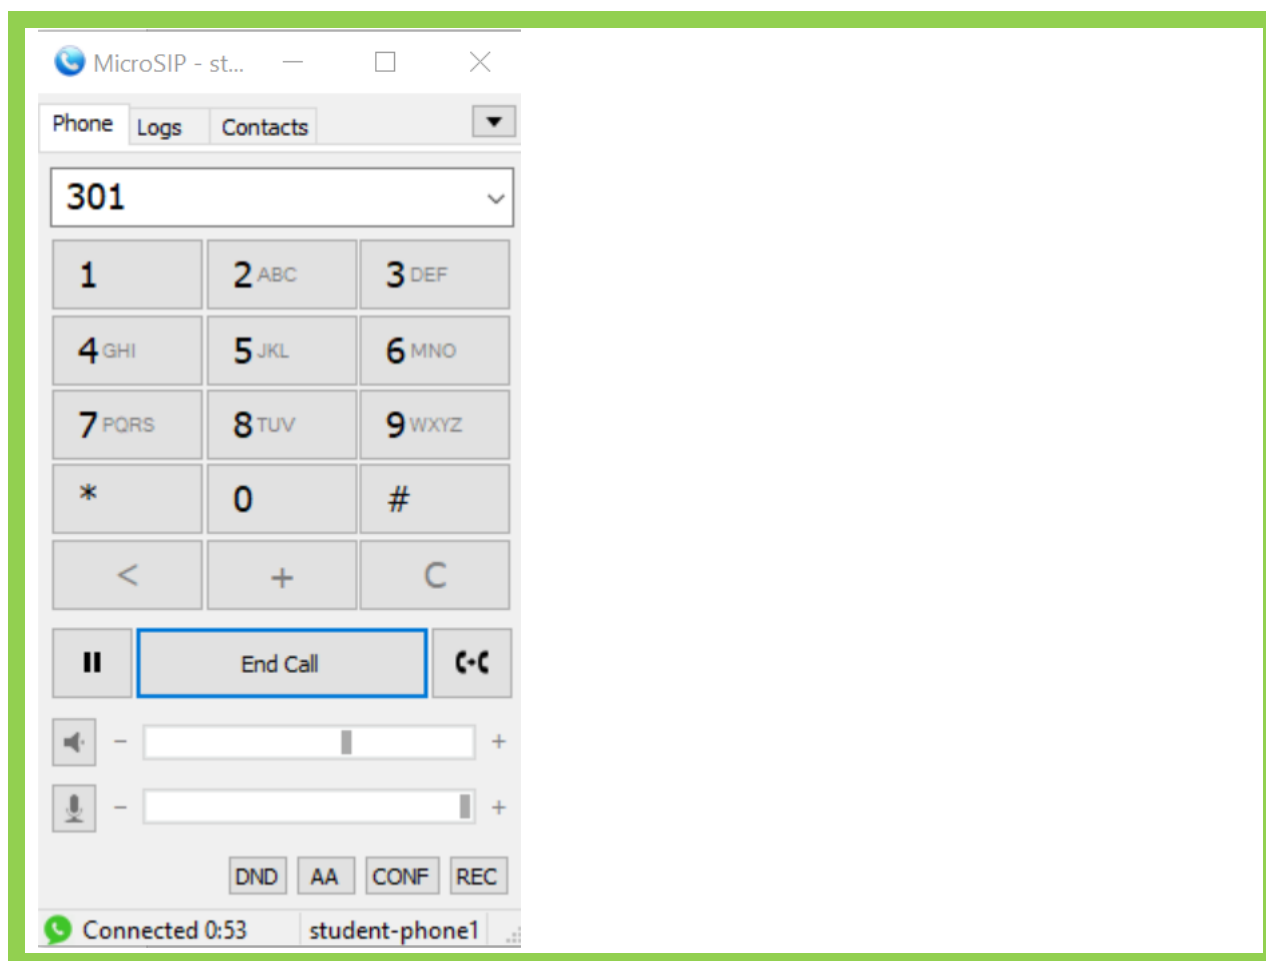 MicroSIP - st...
Phone Logs Contacts
301
1 2 ABC 3 DEF
4 GHI 5 JKL 6 MNO
7 PQRS 8 TUV 9 WXYZ
* 0 #
< + C
End Call
- +
- +
DND AA CONF REC
Connected 0:53 student-phone1